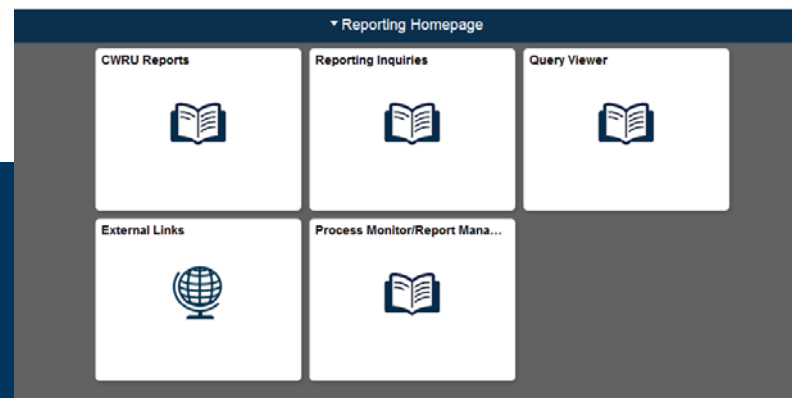 Reporting Homepage
CWRU Reports
Reporting Inquiries
Query Viewer
External Links
Process Monitor/Report Mana...